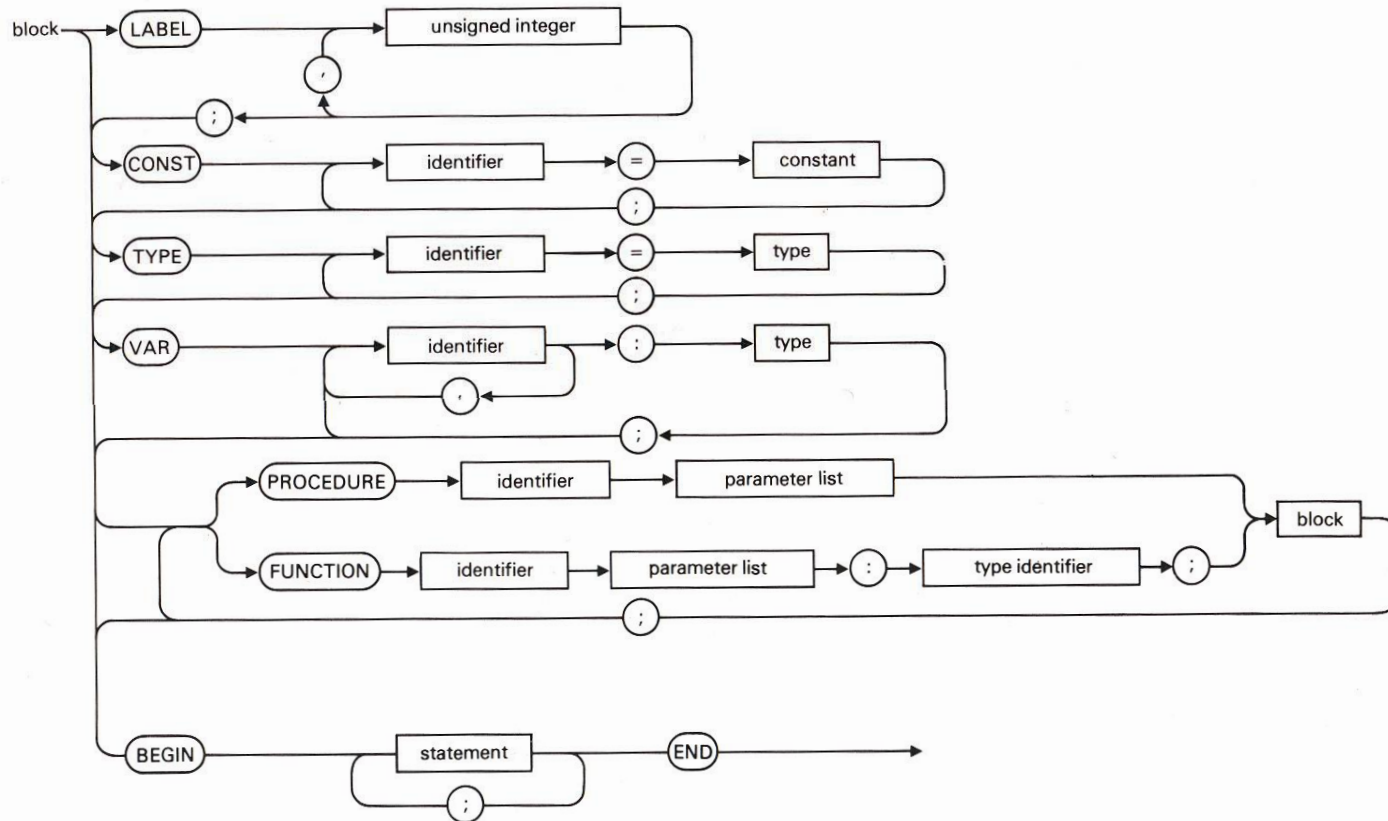 block LABEL unsigned integer
,
;
CONST identifier = constant
;
TYPE identifier = type
;
VAR identifier : type
,
;
PROCEDURE identifier parameter list
block
FUNCTION identifier parameter list : type identifier ;
;
BEGIN statement END
;